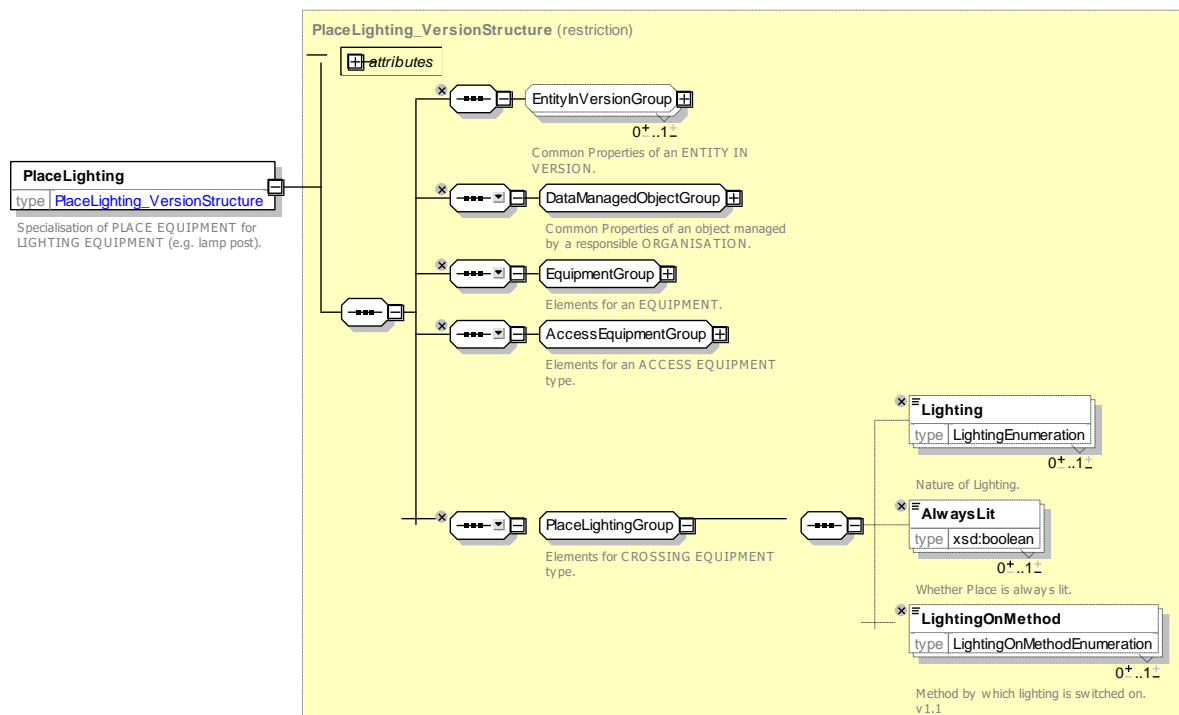 PlaceLighting_VersionStructure (restriction)
attributes
EntityInVersionGroup
0..1
Common Properties of an ENTITY IN
VERSION.
PlaceLighting
type PlaceLighting_VersionStructure
Specialisation of PLACE EQUIPMENT for
LIGHTING EQUIPMENT (e.g. lamp post).
DataManagedObjectGroup
Common Properties of an object managed
by a responsible ORGANISATION.
EquipmentGroup
Elements for an EQUIPMENT.
AccessEquipmentGroup
Elements for an ACCESS EQUIPMENT
type.
Lighting
type LightingEnumeration
0..1
Nature of Lighting.
PlaceLightingGroup
Elements for CROSSING EQUIPMENT
type.
AlwaysLit
type xsd:boolean
0..1
Whether Place is always lit.
LightingOnMethod
type LightingOnMethodEnumeration
0..1
Method by which lighting is switched on.
v1.1